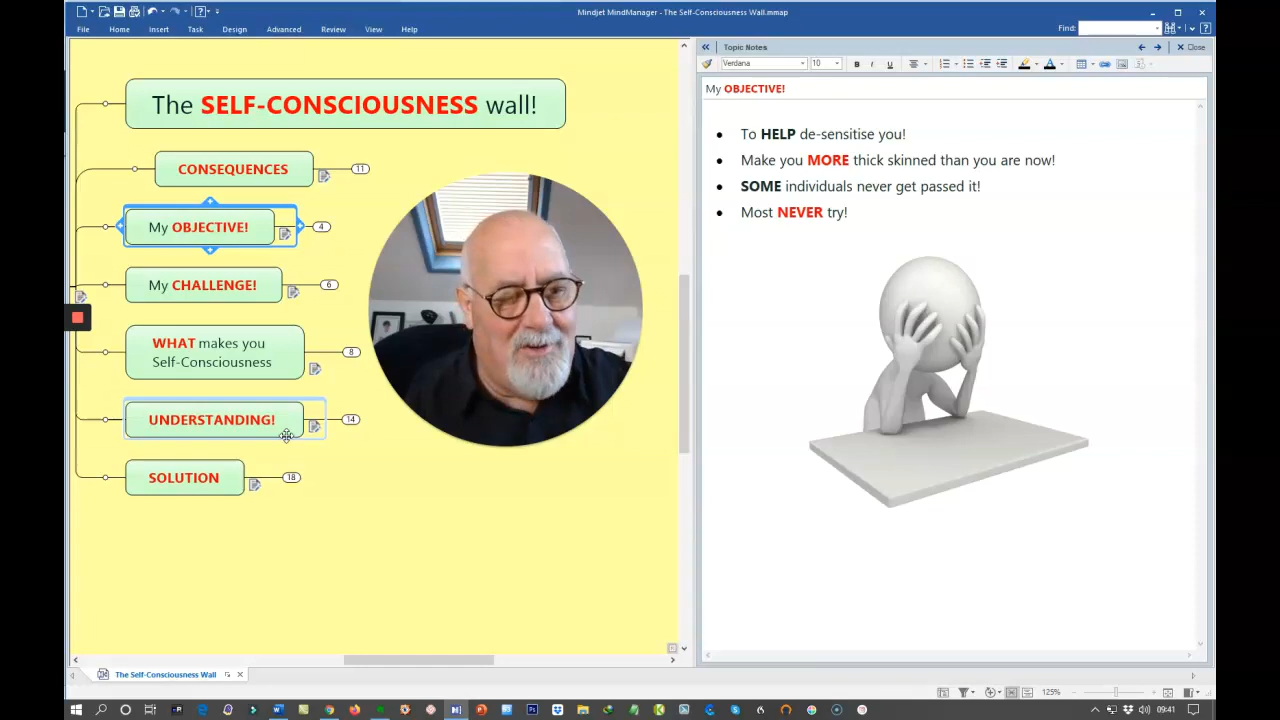 Mindjet MindManager - The Self-Consciousness Wall.mmap
File Home Insert Task Design Advanced Review View Help
Find:
The SELF-CONSCIOUSNESS wall!
CONSEQUENCES
11
My OBJECTIVE!
4
My CHALLENGE!
6
WHAT makes you
Self-Consciousness
8
UNDERSTANDING!
14
SOLUTION
18
Topic Notes
Close
Verdana 10 B I U
My OBJECTIVE!
To HELP de-sensitise you!
Make you MORE thick skinned than you are now!
SOME individuals never get passed it!
Most NEVER try!
The Self-Consciousness Wall
125%
09:41